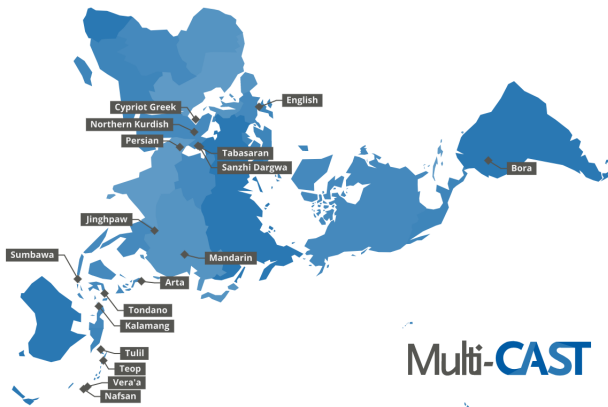 English
Cypriot Greek
Northern Kurdish
Persian
Tabasaran
Sanzhi Dargwa
Bora
Jinghpaw
Sumbawa
Mandarin
Arta
Tondano
Kalamang
Tulil
Teop
Vera'a
Nafsan
Multi-CAST